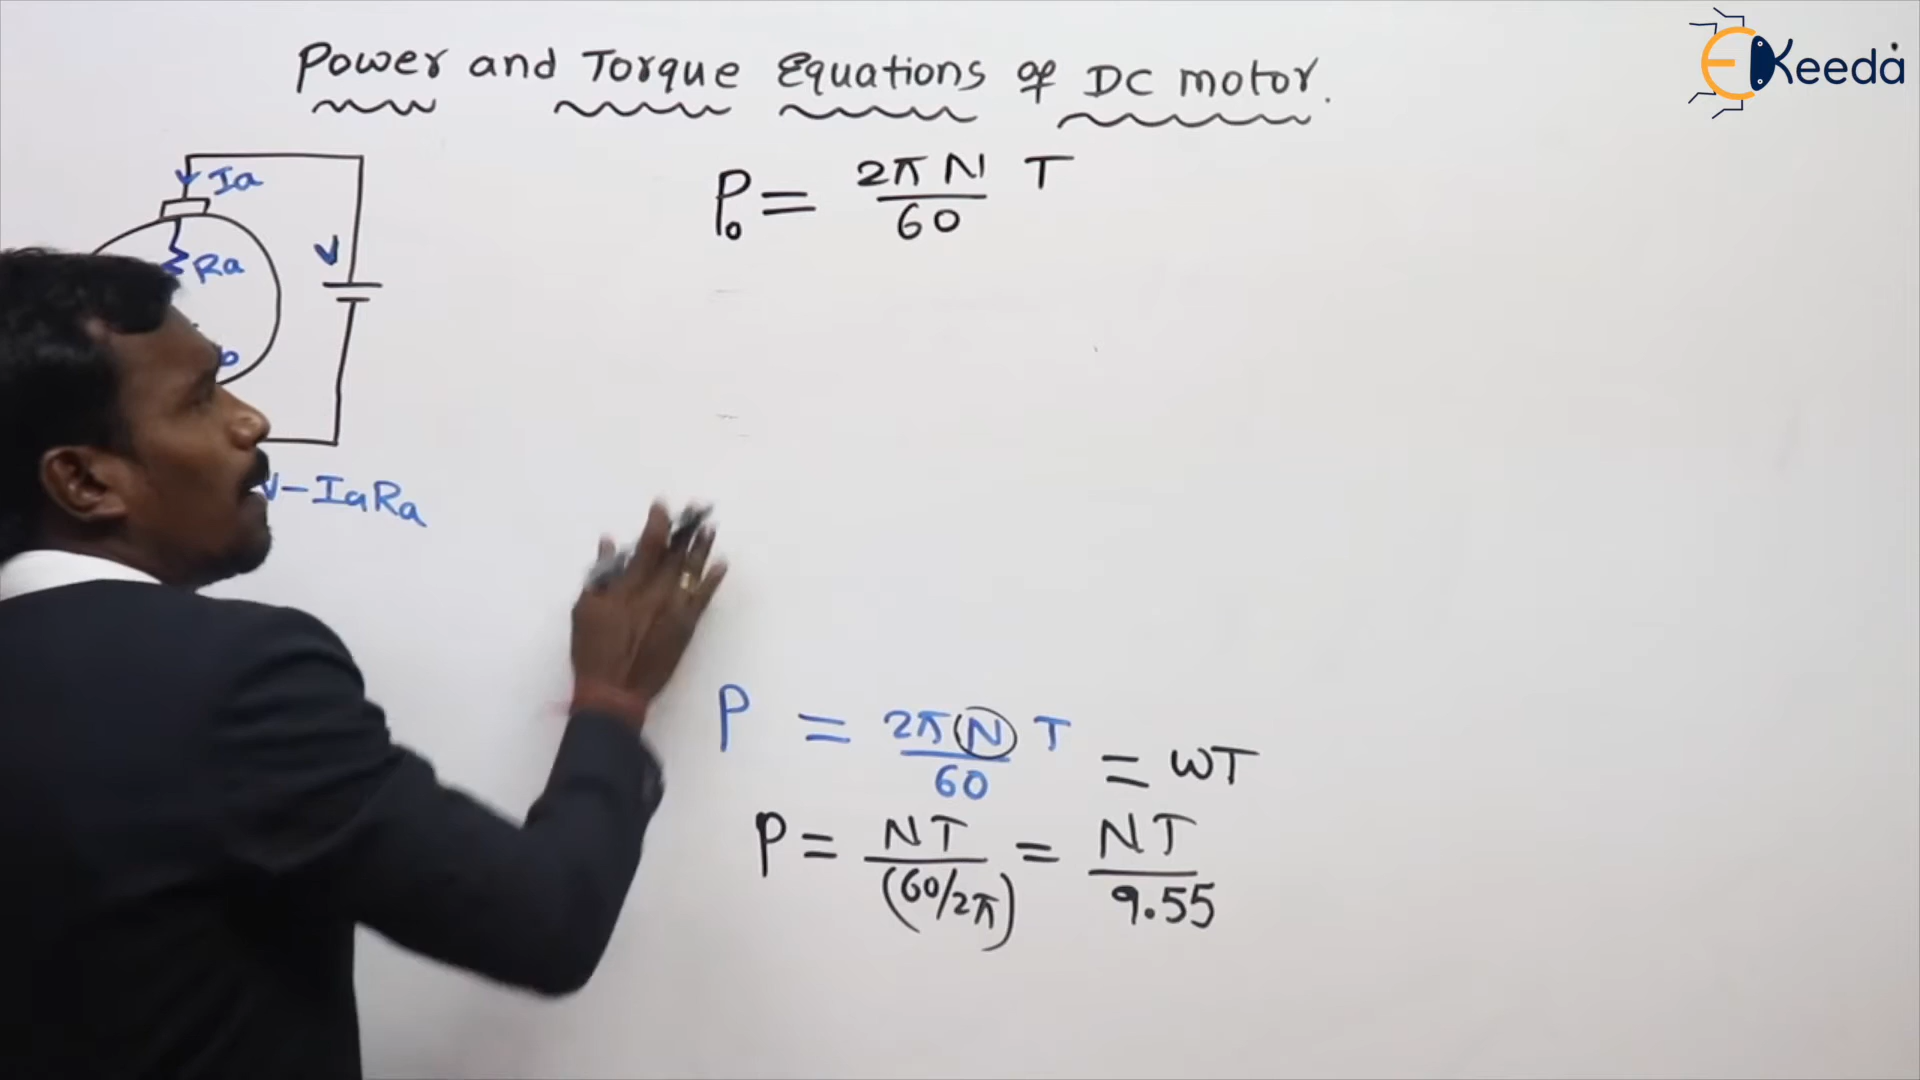 Power and Torque Equations of DC motor.
EKeeda
Ia
Ra
V
b
V-IaRa
P₀ = 2πN/60 T
P = 2πN/60 T = ωT
P = NT/(60/2π) = NT/9.55